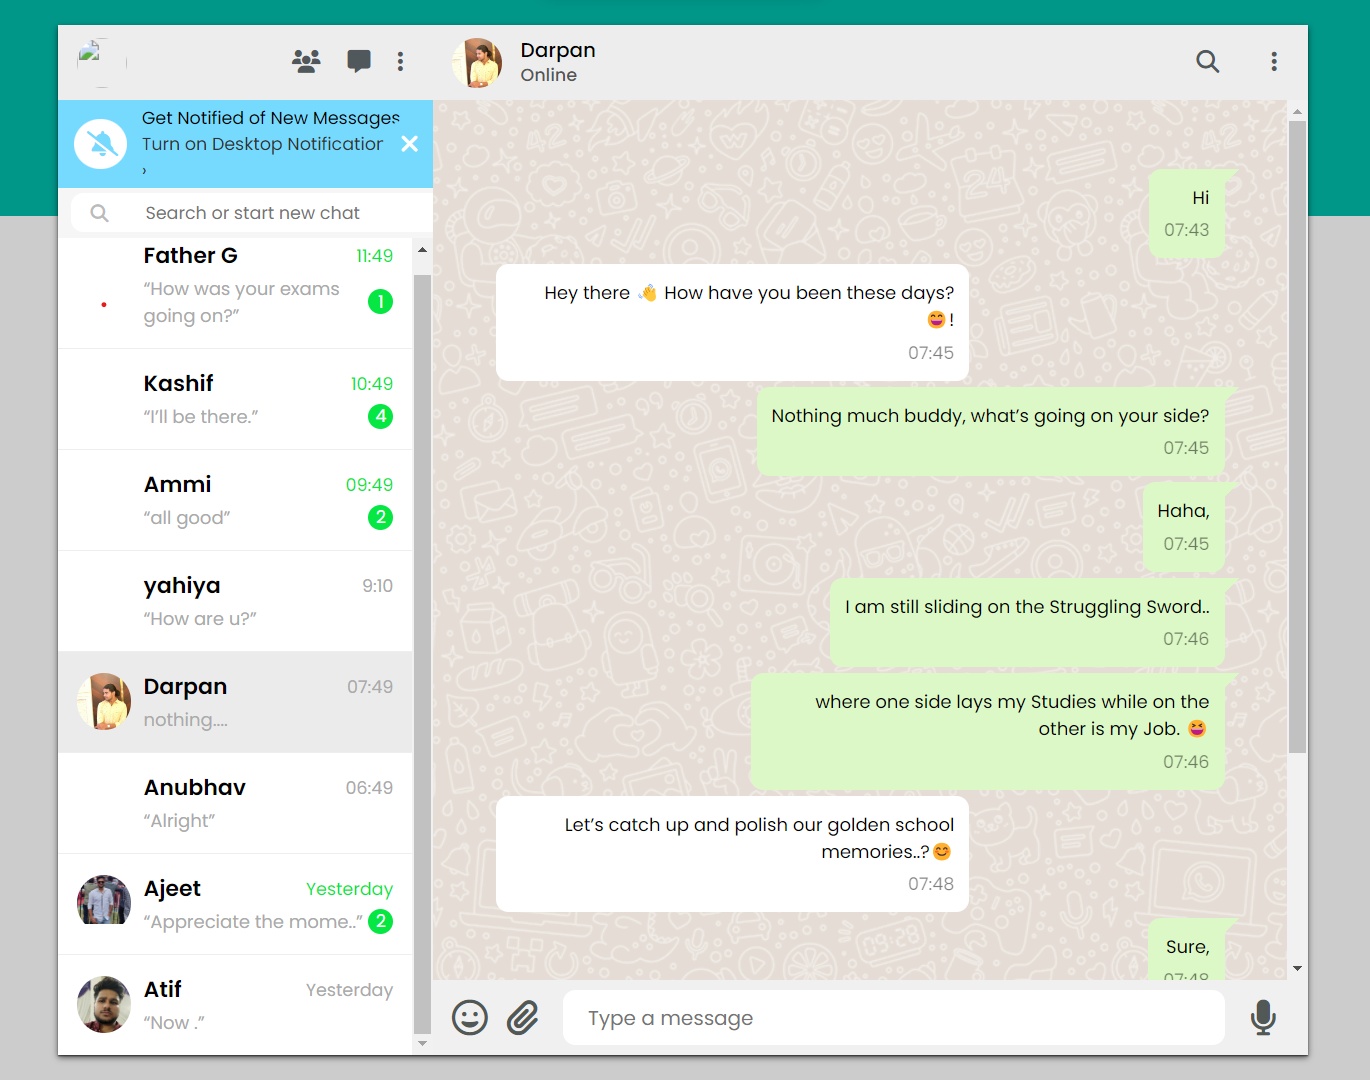 Darpan
Online
Get Notified of New Messages
Turn on Desktop Notification
›
Search or start new chat
Father G 11:49
“How was your exams 1
going on?”
Kashif 10:49
“I’ll be there.” 4
Ammi 09:49
“all good” 2
yahiya 9:10
“How are u?”
Darpan 07:49
nothing....
Anubhav 06:49
“Alright”
Ajeet Yesterday
“Appreciate the mome..” 2
Atif Yesterday
“Now .”
Hi
07:43
Hey there 👋 How have you been these days?
😄!
07:45
Nothing much buddy, what’s going on your side?
07:45
Haha,
07:45
I am still sliding on the Struggling Sword..
07:46
where one side lays my Studies while on the
other is my Job. 😆
07:46
Let’s catch up and polish our golden school
memories..?😊
07:48
Sure,
07:48
Type a message